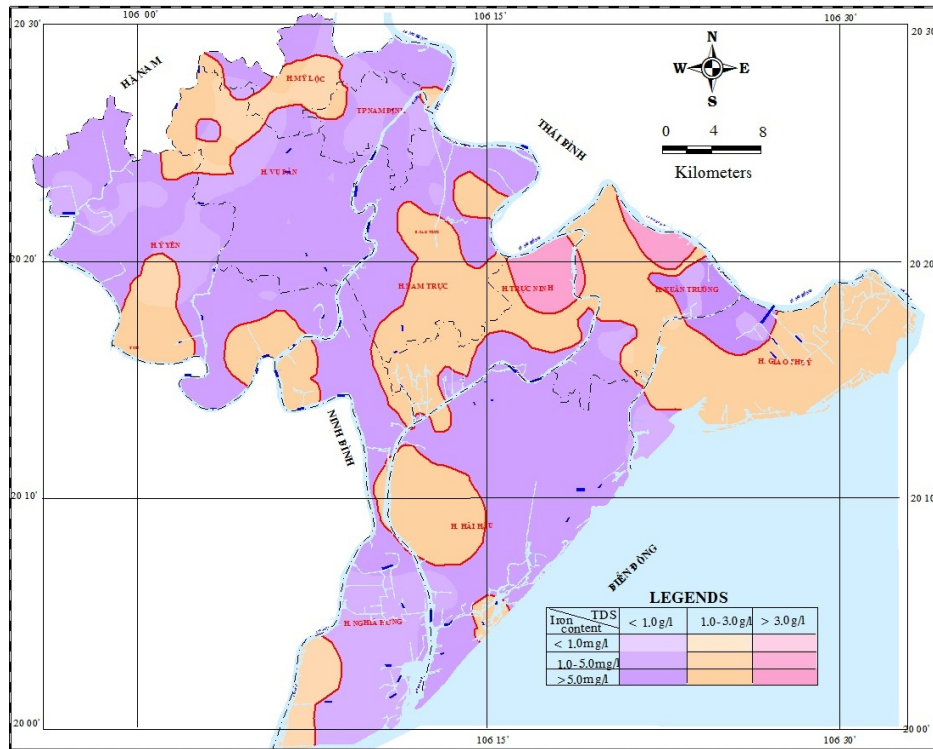 106 00'
106 15'
106 30'
20 30'
20 30'
HÀ NAM
H. MỸ LỘC
TP NAM ĐỊNH
N
W E
S
0 4 8
Kilometers
THÁI BÌNH
H. VỤ BẢN
H. Ý YÊN
20 20'
20 20'
H. NAM TRỰC
H. TRỰC NINH
H. XUÂN TRƯỜNG
H. GIAO THUỶ
NINH BÌNH
20 10'
20 10'
H. HẢI HẬU
BIỂN ĐÔNG
H. NGHĨA HƯNG
LEGENDS
Iron content TDS < 1.0 g/l 1.0-3.0 g/l > 3.0 g/l
< 1.0mg/l
1.0-5.0mg/l
>5.0mg/l
20 00'
20 00'
106 15'
106 30'